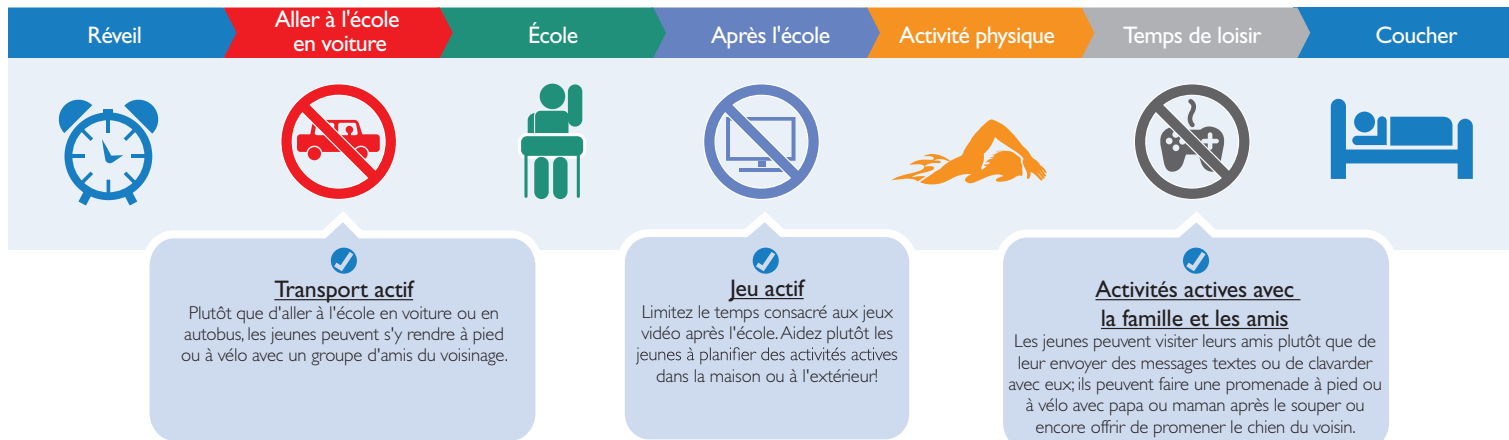 Réveil
Aller à l'école
en voiture
École
Après l'école
Activité physique
Temps de loisir
Coucher
Transport actif
Plutôt que d'aller à l'école en voiture ou en
autobus, les jeunes peuvent s'y rendre à pied
ou à vélo avec un groupe d'amis du voisinage.
Jeu actif
Limitez le temps consacré aux jeux
vidéo après l'école. Aidez plutôt les
jeunes à planifier des activités actives
dans la maison ou à l'extérieur!
Activités actives avec
la famille et les amis
Les jeunes peuvent visiter leurs amis plutôt que de
leur envoyer des messages textes ou de clavarder
avec eux; ils peuvent faire une promenade à pied ou
à vélo avec papa ou maman après le souper ou
encore offrir de promener le chien du voisin.